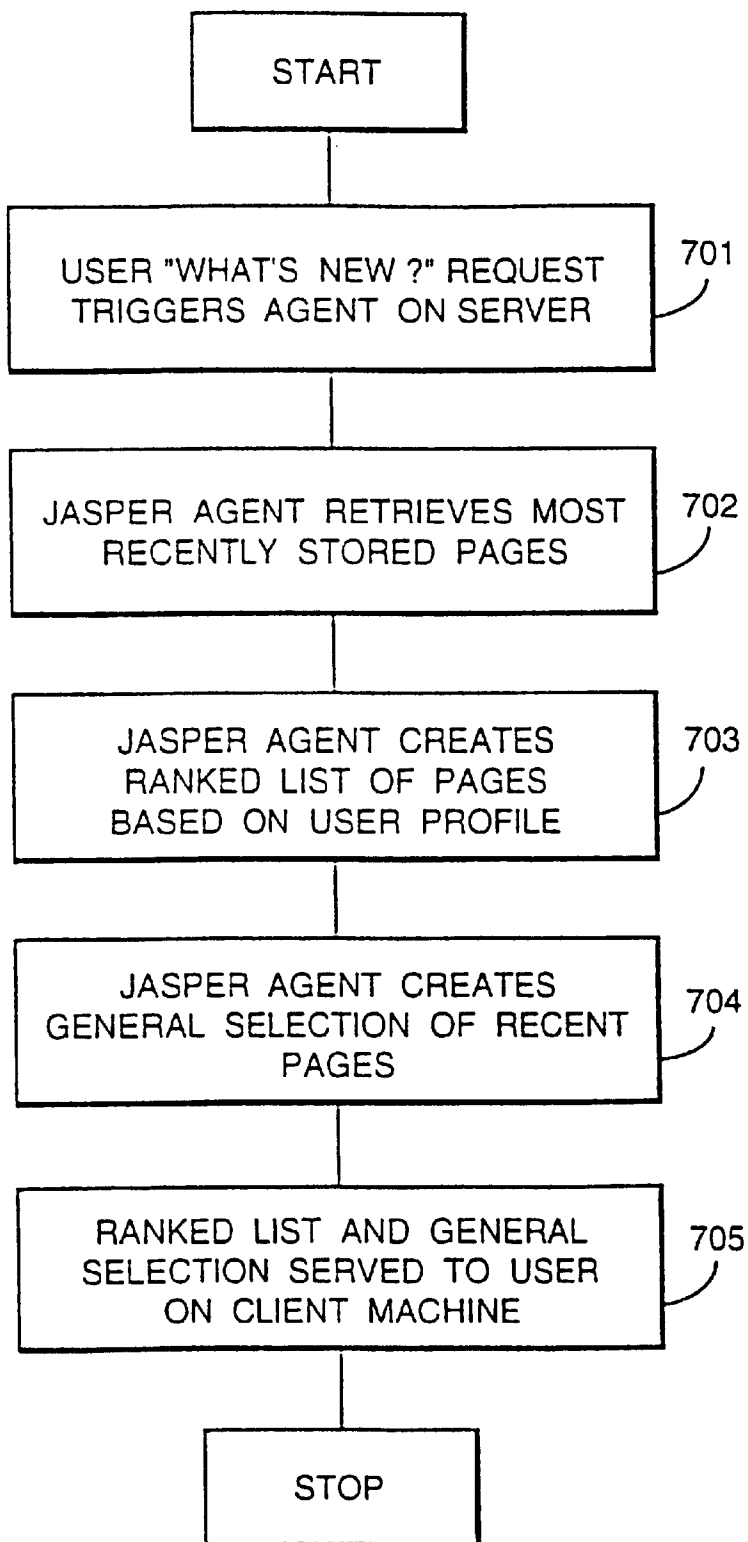 START
USER "WHAT'S NEW ?" REQUEST
TRIGGERS AGENT ON SERVER
701
JASPER AGENT RETRIEVES MOST
RECENTLY STORED PAGES
702
JASPER AGENT CREATES
RANKED LIST OF PAGES
BASED ON USER PROFILE
703
JASPER AGENT CREATES
GENERAL SELECTION OF RECENT
PAGES
704
RANKED LIST AND GENERAL
SELECTION SERVED TO USER
ON CLIENT MACHINE
705
STOP